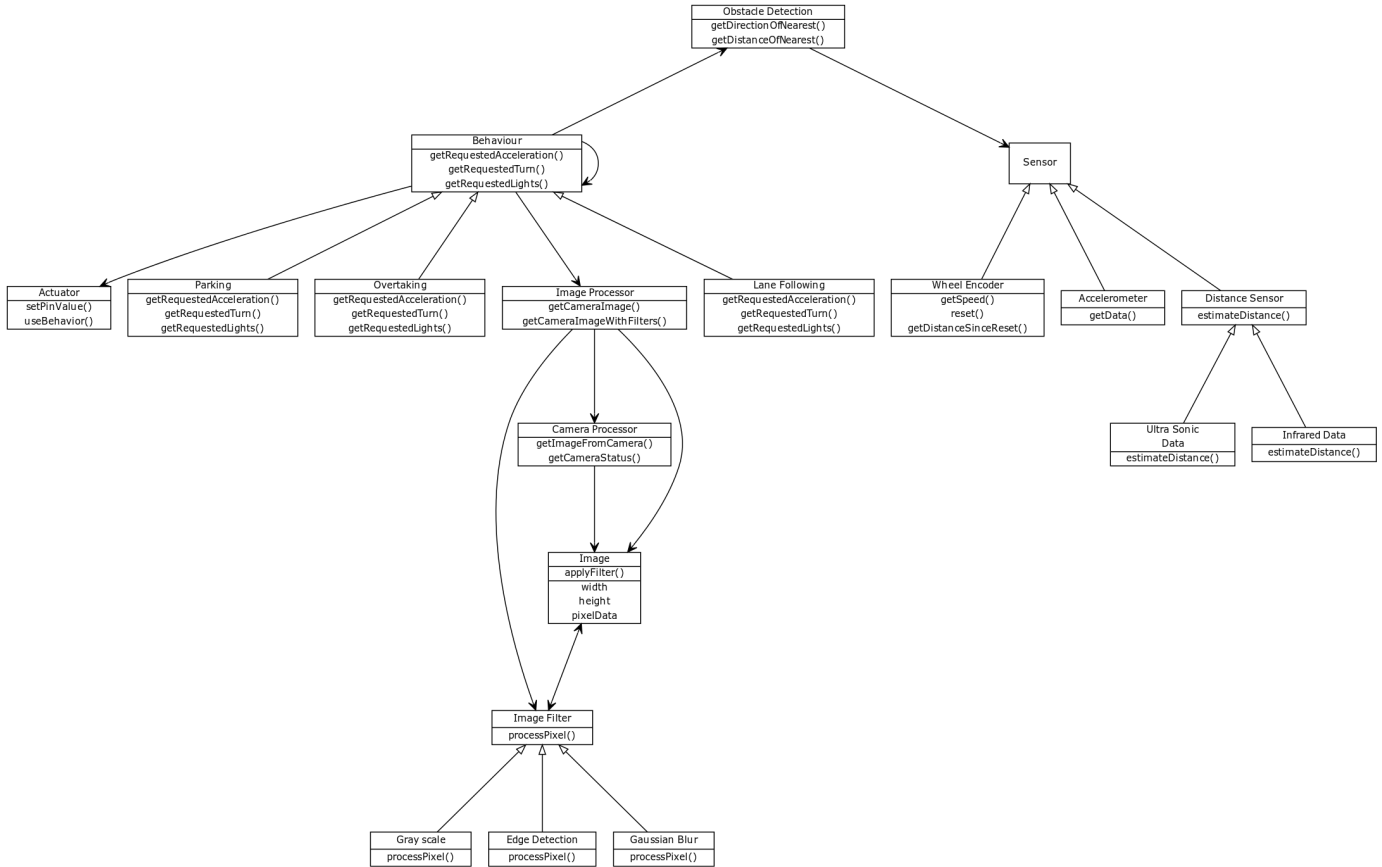 Obstacle Detection
getDirectionOfNearest()
getDistanceOfNearest()
Behaviour
getRequestedAcceleration()
getRequestedTurn()
getRequestedLights()
Sensor
Actuator
setPinValue()
useBehavior()
Parking
getRequestedAcceleration()
getRequestedTurn()
getRequestedLights()
Overtaking
getRequestedAcceleration()
getRequestedTurn()
getRequestedLights()
Image Processor
getCameraImage()
getCameraImageWithFilters()
Lane Following
getRequestedAcceleration()
getRequestedTurn()
getRequestedLights()
Wheel Encoder
getSpeed()
reset()
getDistanceSinceReset()
Accelerometer
getData()
Distance Sensor
estimateDistance()
Camera Processor
getImageFromCamera()
getCameraStatus()
Ultra Sonic
Data
estimateDistance()
Infrared Data
estimateDistance()
Image
applyFilter()
width
height
pixelData
Image Filter
processPixel()
Gray scale
processPixel()
Edge Detection
processPixel()
Gaussian Blur
processPixel()